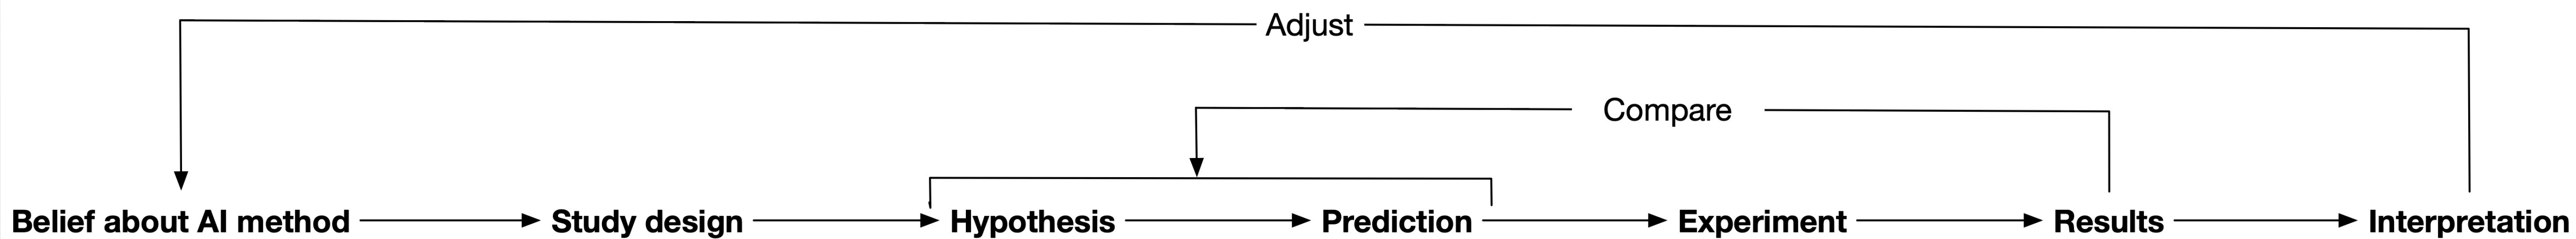 Adjust
Compare
Belief about AI method Study design Hypothesis Prediction Experiment Results Interpretation